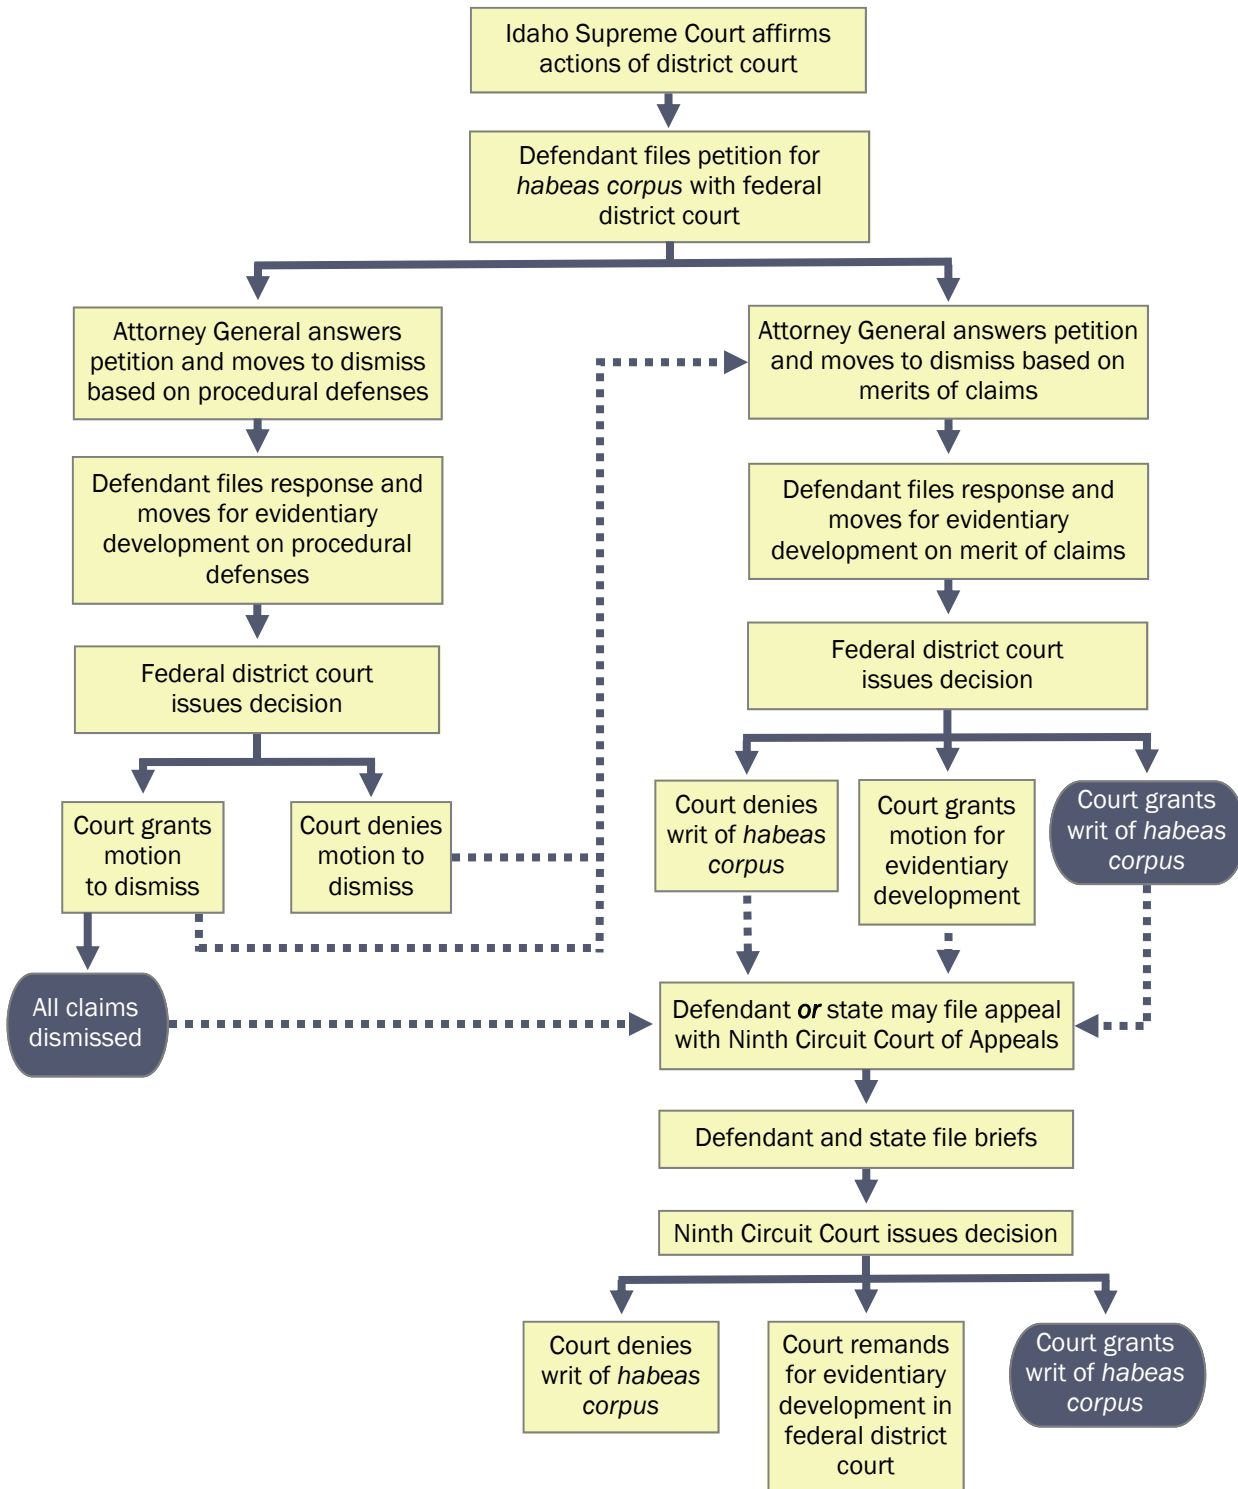 Idaho Supreme Court affirms
actions of district court
Defendant files petition for
habeas corpus with federal
district court
Attorney General answers
petition and moves to dismiss
based on procedural defenses
Attorney General answers petition
and moves to dismiss based on
merits of claims
Defendant files response and
moves for evidentiary
development on procedural
defenses
Defendant files response and
moves for evidentiary
development on merit of claims
Federal district court
issues decision
Federal district court
issues decision
Court grants
motion
to dismiss
Court denies
motion to
dismiss
Court denies
writ of habeas
corpus
Court grants
motion for
evidentiary
development
Court grants
writ of habeas
corpus
All claims
dismissed
Defendant or state may file appeal
with Ninth Circuit Court of Appeals
Defendant and state file briefs
Ninth Circuit Court issues decision
Court denies
writ of habeas
corpus
Court remands
for evidentiary
development in
federal district
court
Court grants
writ of habeas
corpus